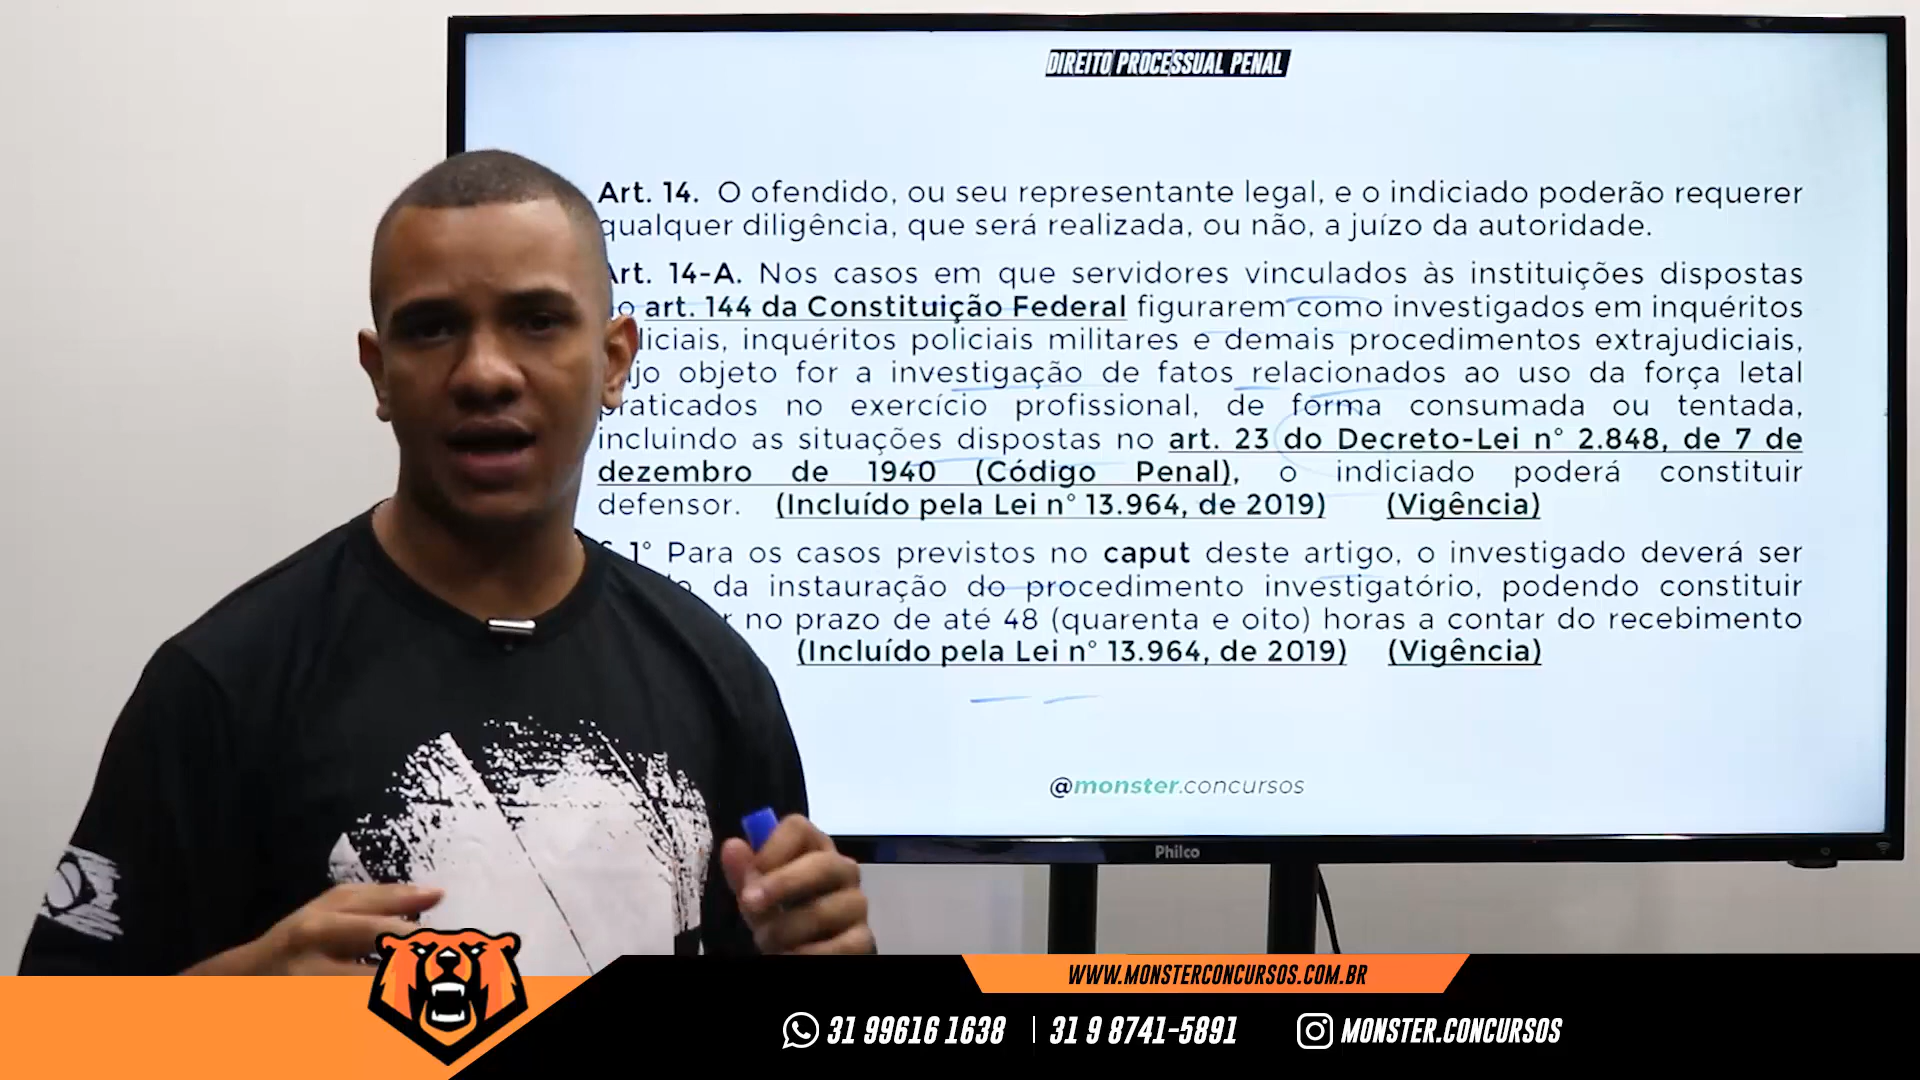 DIREITO PROCESSUAL PENAL
Art. 14. O ofendido, ou seu representante legal, e o indiciado poderão requerer
qualquer diligência, que será realizada, ou não, a juízo da autoridade.
Art. 14-A. Nos casos em que servidores vinculados às instituições dispostas
art. 144 da Constituição Federal figurarem como investigados em inquéritos
liciais, inquéritos policiais militares e demais procedimentos extrajudiciais,
jo objeto for a investigação de fatos relacionados ao uso da força letal
praticados no exercício profissional, de forma consumada ou tentada,
incluindo as situações dispostas no art. 23 do Decreto-Lei n° 2.848, de 7 de
dezembro de 1940 (Código Penal), o indiciado poderá constituir
defensor. (Incluído pela Lei n° 13.964, de 2019) (Vigência)
§ 1° Para os casos previstos no caput deste artigo, o investigado deverá ser
da instauração do procedimento investigatório, podendo constituir
r no prazo de até 48 (quarenta e oito) horas a contar do recebimento
(Incluído pela Lei n° 13.964, de 2019) (Vigência)
@monster.concursos
Philco
WWW.MONSTERCONCURSOS.COM.BR
31 99616 1638 | 31 9 8741-5891 MONSTER.CONCURSOS